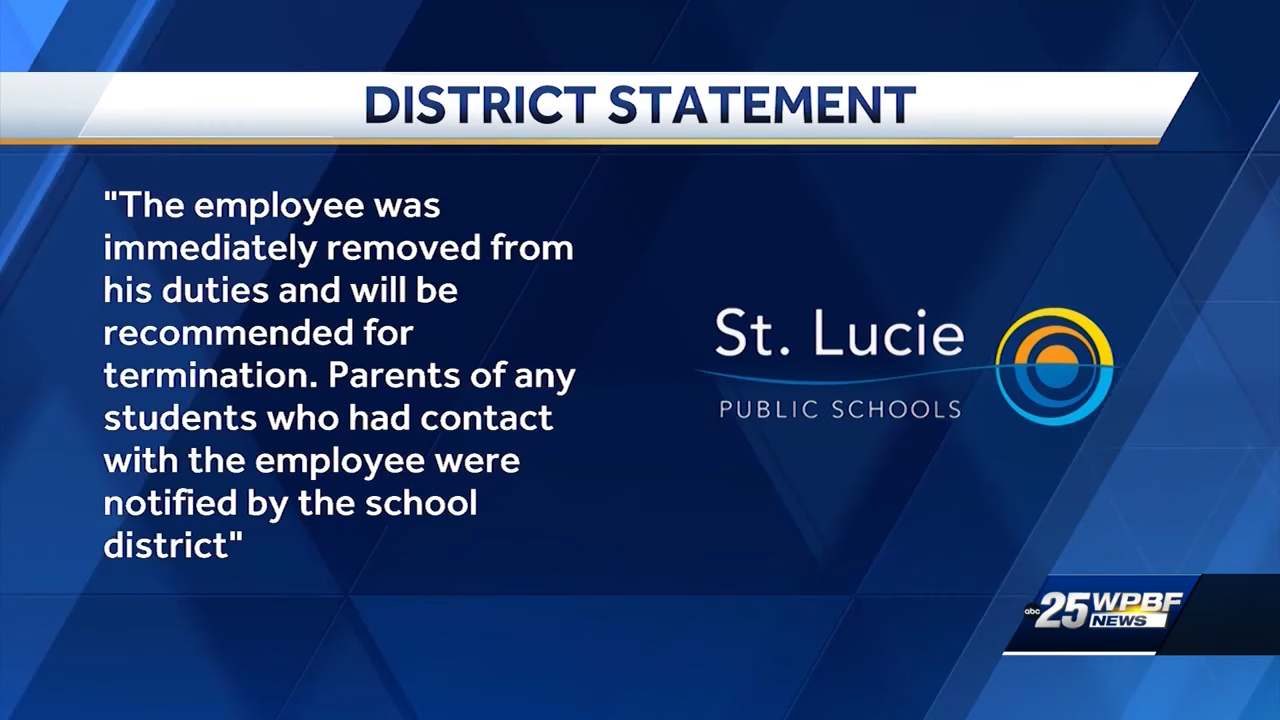 DISTRICT STATEMENT
"The employee was
immediately removed from
his duties and will be
recommended for
termination. Parents of any
students who had contact
with the employee were
notified by the school
district"
St. Lucie
PUBLIC SCHOOLS
abc 25 WPBF
NEWS